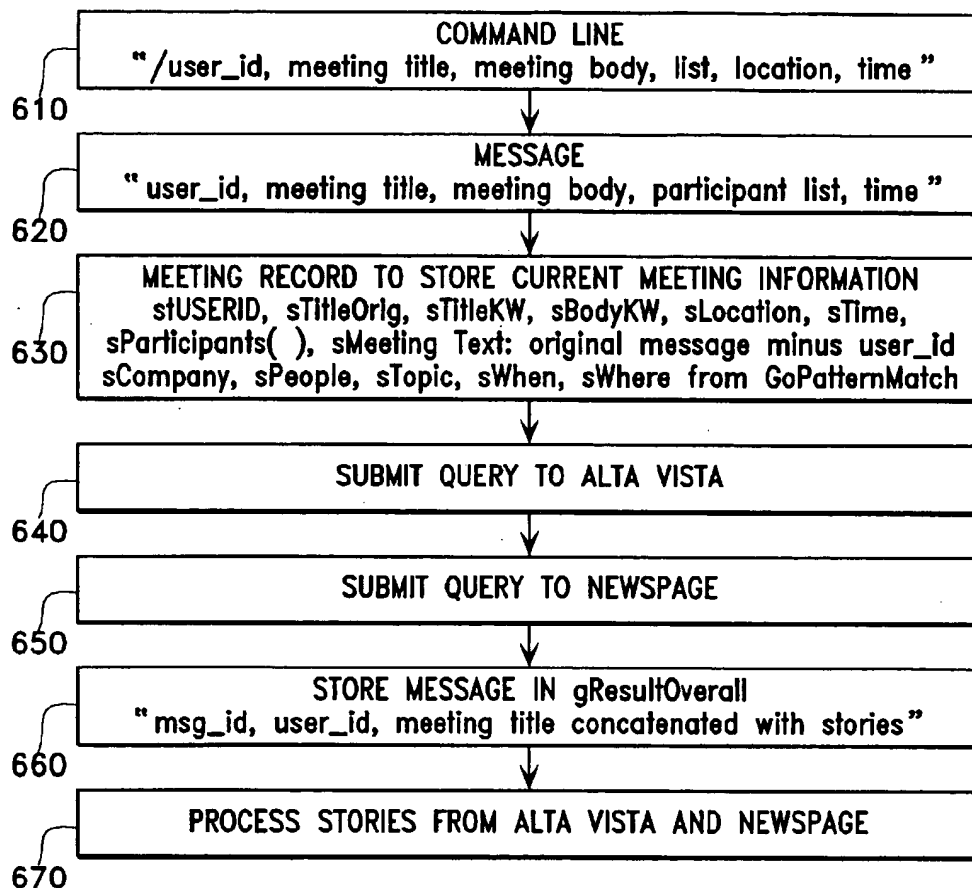 COMMAND LINE
"/user_id, meeting title, meeting body, list, location, time"
610
MESSAGE
"user_id, meeting title, meeting body, participant list, time"
620
MEETING RECORD TO STORE CURRENT MEETING INFORMATION
stUSERID, sTitleOrig, sTitleKW, sBodyKW, sLocation, sTime,
sParticipants( ), sMeeting Text: original message minus user_id
sCompany, sPeople, sTopic, sWhen, sWhere from GoPatternMatch
630
SUBMIT QUERY TO ALTA VISTA
640
SUBMIT QUERY TO NEWSPAGE
650
STORE MESSAGE IN gResultOverall
"msg_id, user_id, meeting title concatenated with stories"
660
PROCESS STORIES FROM ALTA VISTA AND NEWSPAGE
670